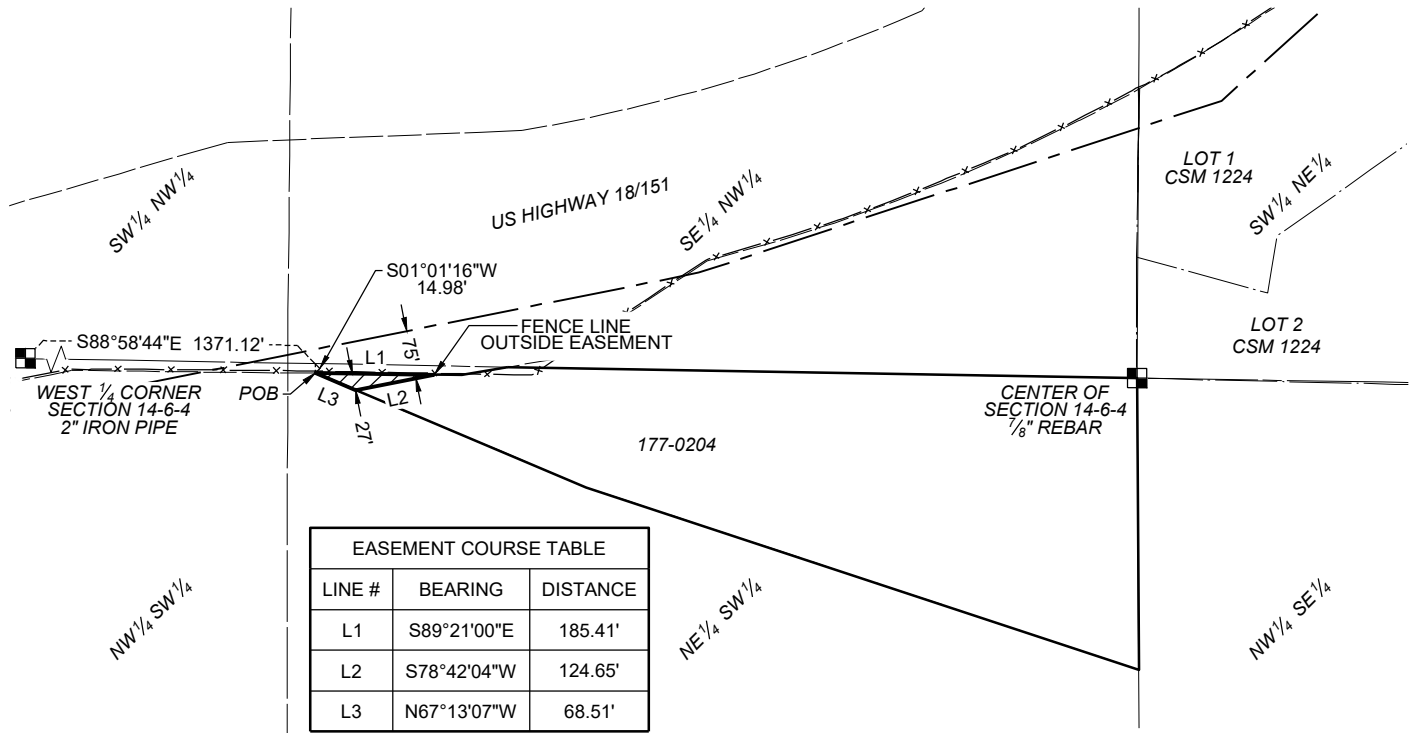 SW¼ NW¼
US HIGHWAY 18/151
SE¼ NW¼
LOT 1
CSM 1224
SW¼ NE¼
S01°01'16"W
14.98'
S88°58'44"E 1371.12'
75'
FENCE LINE
OUTSIDE EASEMENT
LOT 2
CSM 1224
L1
WEST ¼ CORNER
SECTION 14-6-4
2" IRON PIPE
POB
L3
L2
27'
CENTER OF
SECTION 14-6-4
⅞" REBAR
177-0204
EASEMENT COURSE TABLE
LINE # BEARING DISTANCE
L1 S89°21'00"E 185.41'
L2 S78°42'04"W 124.65'
L3 N67°13'07"W 68.51'
NW¼ SW¼
NE¼ SW¼
NW¼ SE¼